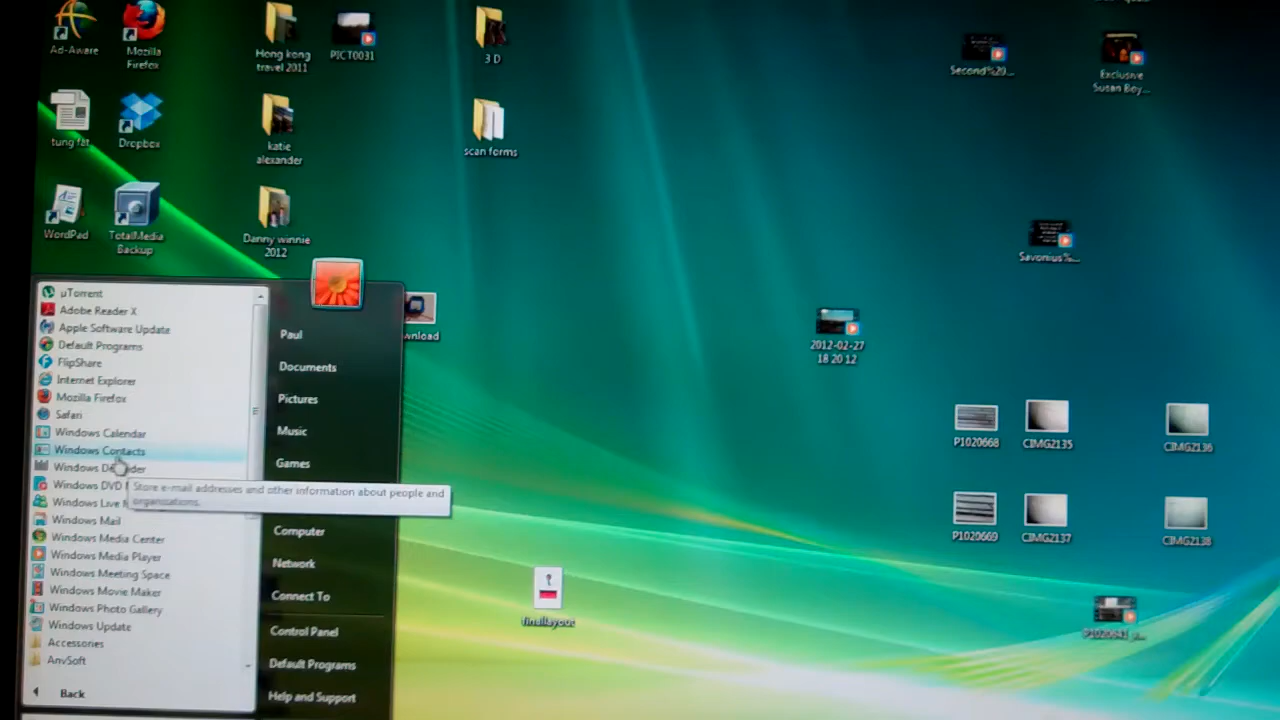 Ad-Aware
Mozilla
Firefox
Hong kong
travel 2011
PICT0031
3 D
Second%20...
Exclusive
Susan Boy...
tung fat
Dropbox
katie
alexander
scan forms
WordPad
TotalMedia
Backup
Danny winnie
2012
Savonius%...
wnload
2012-02-27
18 20 12
P1020668
CIMG2135
CIMG2136
P1020669
CIMG2137
CIMG2138
finallayout
µTorrent
Adobe Reader X
Apple Software Update
Default Programs
FlipShare
Internet Explorer
Mozilla Firefox
Safari
Windows Calendar
Windows Contacts
Windows De
der
Windows DVD
Windows Live
Windows Mail
Windows Media Center
Windows Media Player
Windows Meeting Space
Windows Movie Maker
Windows Photo Gallery
Windows Update
Accessories
AnvSoft
Back
Store e-mail addresses and other information about people and
organizations.
Paul
Documents
Pictures
Music
Games
Computer
Network
Connect To
Control Panel
Default Programs
Help and Support